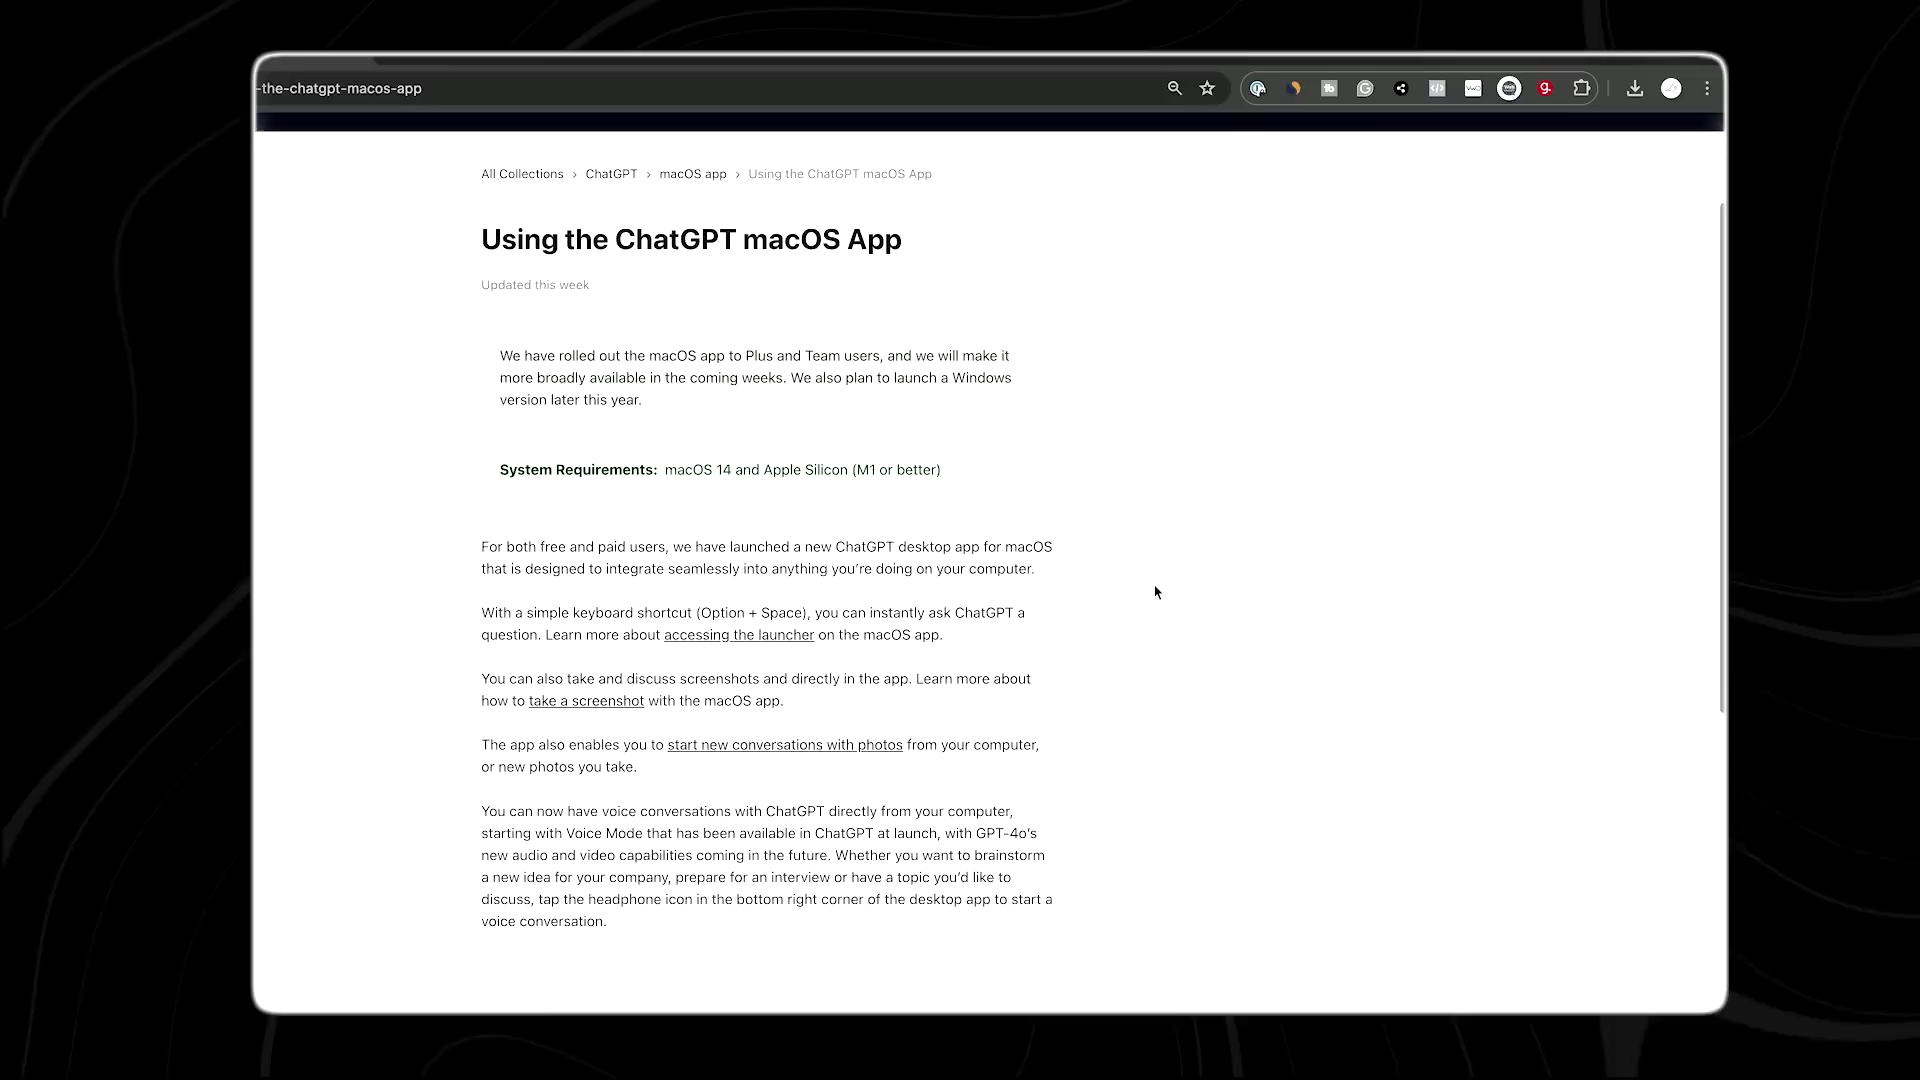 -the-chatgpt-macos-app
All Collections > ChatGPT > macOS app > Using the ChatGPT macOS App
Using the ChatGPT macOS App
Updated this week
We have rolled out the macOS app to Plus and Team users, and we will make it
more broadly available in the coming weeks. We also plan to launch a Windows
version later this year.
System Requirements: macOS 14 and Apple Silicon (M1 or better)
For both free and paid users, we have launched a new ChatGPT desktop app for macOS
that is designed to integrate seamlessly into anything you’re doing on your computer.
With a simple keyboard shortcut (Option + Space), you can instantly ask ChatGPT a
question. Learn more about accessing the launcher on the macOS app.
You can also take and discuss screenshots and directly in the app. Learn more about
how to take a screenshot with the macOS app.
The app also enables you to start new conversations with photos from your computer,
or new photos you take.
You can now have voice conversations with ChatGPT directly from your computer,
starting with Voice Mode that has been available in ChatGPT at launch, with GPT-4o’s
new audio and video capabilities coming in the future. Whether you want to brainstorm
a new idea for your company, prepare for an interview or have a topic you’d like to
discuss, tap the headphone icon in the bottom right corner of the desktop app to start a
voice conversation.